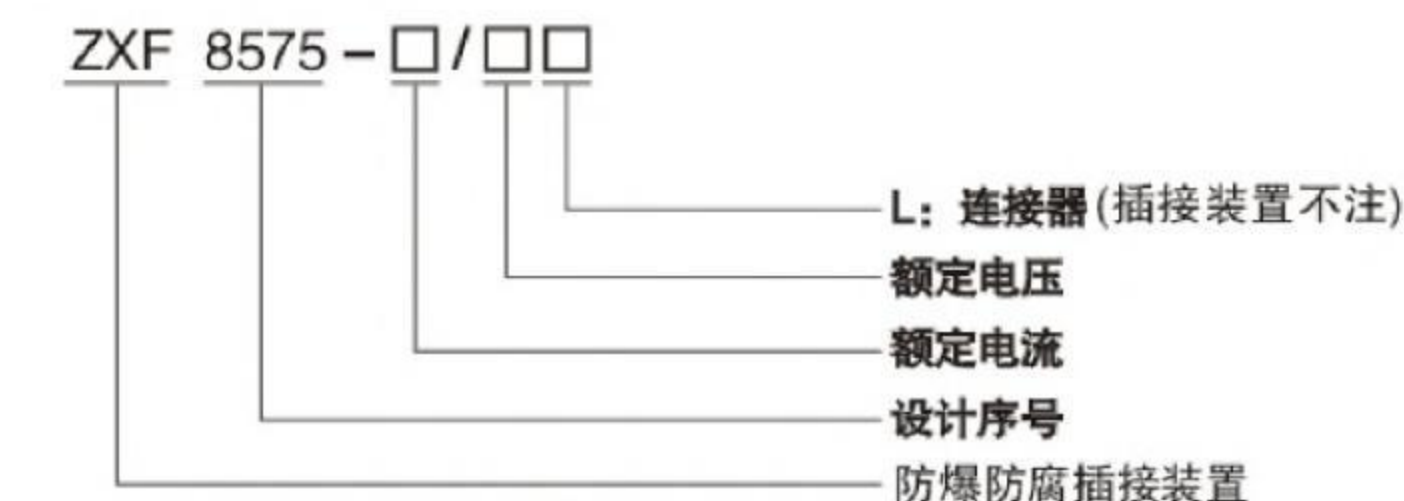 ZXF 8575-□/□□
L：连接器(插接装置不注)
额定电压
额定电流
设计序号
防爆防腐插接装置